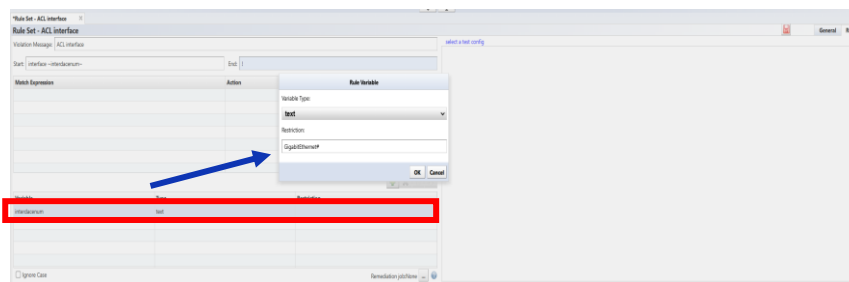 *Rule Set - ACL interface
Rule Set - ACL interface
General
Violation Message: ACL interface
select a test config
Start: interface ~interdacenum~
End: !
Match Expression
Action
Rule Variable
Variable Type:
text
Restriction:
GigabitEthernet#
OK
Cancel
Variable
Type
Restriction
interdacenum
text
Ignore Case
Remediation job:None
...